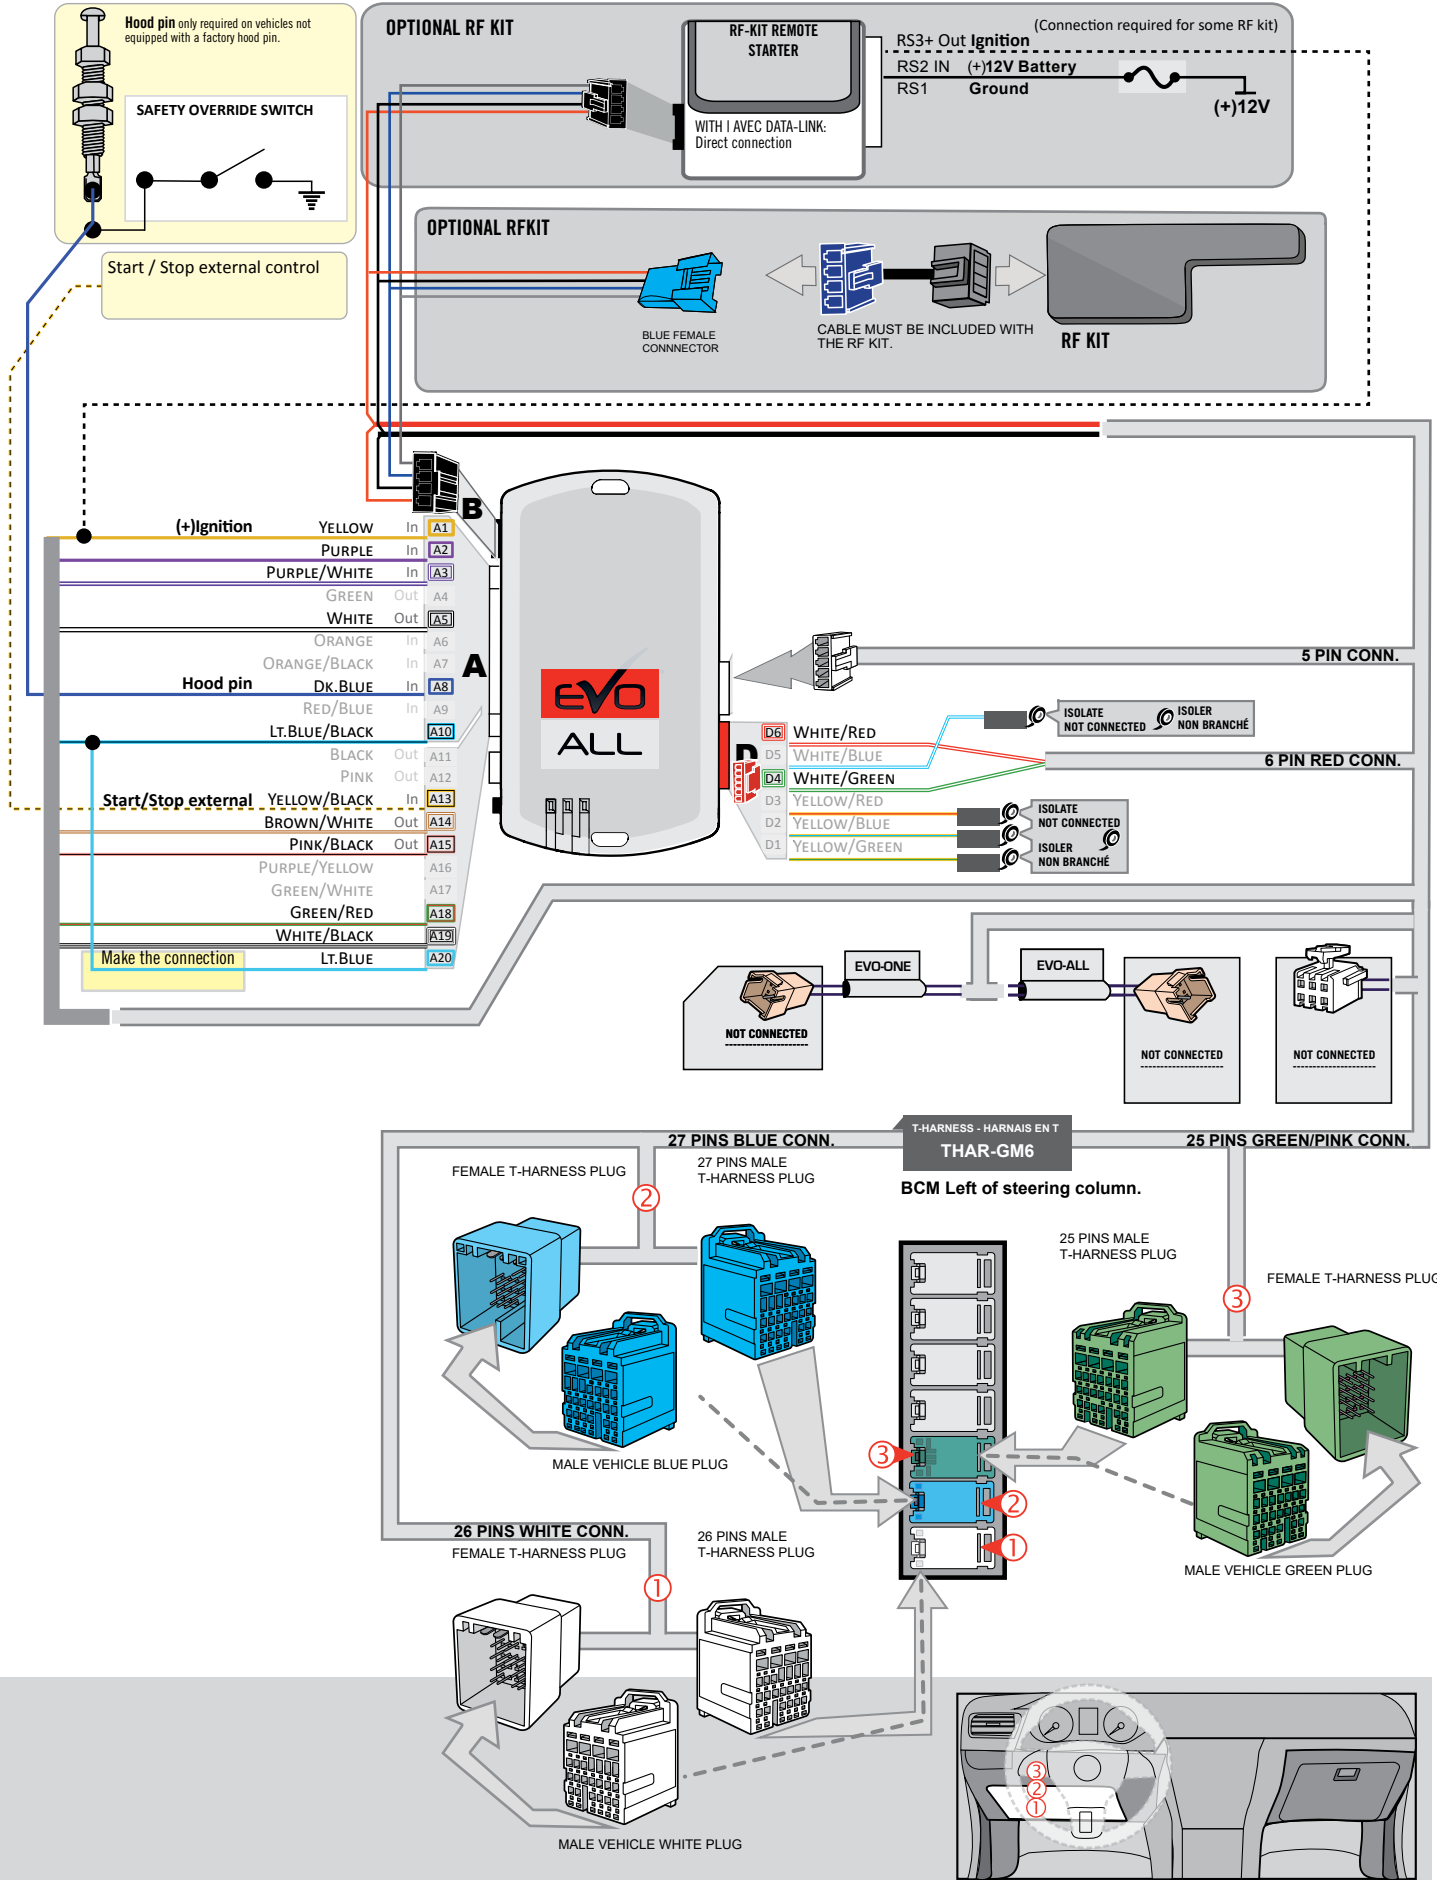 Hood pin only required on vehicles not
equipped with a factory hood pin.
SAFETY OVERRIDE SWITCH
Start / Stop external control
OPTIONAL RF KIT
RF-KIT REMOTE
STARTER
WITH | AVEC DATA-LINK:
Direct connection
(Connection required for some RF kit)
RS3+ Out Ignition
RS2 IN (+)12V Battery
RS1 Ground
(+)12V
OPTIONAL RFKIT
BLUE FEMALE
CONNNECTOR
CABLE MUST BE INCLUDED WITH
THE RF KIT.
RF KIT
B
A
D
(+)Ignition YELLOW In A1
PURPLE In A2
PURPLE/WHITE In A3
GREEN Out A4
WHITE Out A5
ORANGE In A6
ORANGE/BLACK In A7
Hood pin DK.BLUE In A8
RED/BLUE In A9
LT.BLUE/BLACK A10
BLACK Out A11
PINK Out A12
Start/Stop external YELLOW/BLACK In A13
BROWN/WHITE Out A14
PINK/BLACK Out A15
PURPLE/YELLOW A16
GREEN/WHITE A17
GREEN/RED A18
WHITE/BLACK A19
Make the connection LT.BLUE A20
EVO
ALL
5 PIN CONN.
D6 WHITE/RED
D5 WHITE/BLUE
D4 WHITE/GREEN
D3 YELLOW/RED
D2 YELLOW/BLUE
D1 YELLOW/GREEN
ISOLATE
NOT CONNECTED
ISOLER
NON BRANCHÉ
6 PIN RED CONN.
ISOLATE
NOT CONNECTED
ISOLER
NON BRANCHÉ
EVO-ONE
EVO-ALL
NOT CONNECTED
NOT CONNECTED
NOT CONNECTED
T-HARNESS - HARNAIS EN T
THAR-GM6
27 PINS BLUE CONN.
25 PINS GREEN/PINK CONN.
BCM Left of steering column.
FEMALE T-HARNESS PLUG
27 PINS MALE
T-HARNESS PLUG
2
25 PINS MALE
T-HARNESS PLUG
FEMALE T-HARNESS PLUG
3
MALE VEHICLE BLUE PLUG
3
2
1
26 PINS WHITE CONN.
FEMALE T-HARNESS PLUG
26 PINS MALE
T-HARNESS PLUG
1
MALE VEHICLE GREEN PLUG
MALE VEHICLE WHITE PLUG
3
2
1